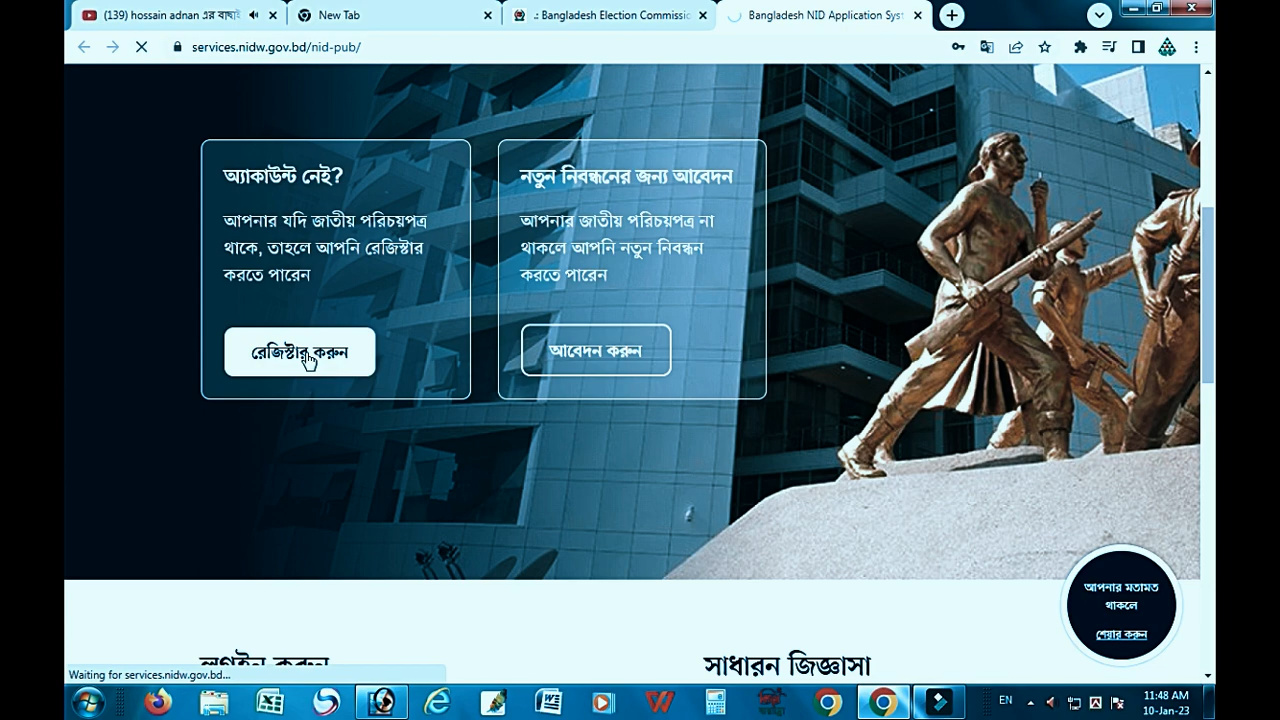 (139) hossain adnan এর বাছাই
New Tab
.: Bangladesh Election Commissio
Bangladesh NID Application Syst
services.nidw.gov.bd/nid-pub/
অ্যাকাউন্ট নেই?
আপনার যদি জাতীয় পরিচয়পত্র
থাকে, তাহলে আপনি রেজিস্টার
করতে পারেন
রেজিস্টার করুন
নতুন নিবন্ধনের জন্য আবেদন
আপনার জাতীয় পরিচয়পত্র না
থাকলে আপনি নতুন নিবন্ধন
করতে পারেন
আবেদন করুন
আপনার মতামত
থাকলে
শেয়ার করুন
লগইন করুন
সাধারন জিজ্ঞাসা
Waiting for services.nidw.gov.bd...
EN
11:48 AM
10-Jan-23